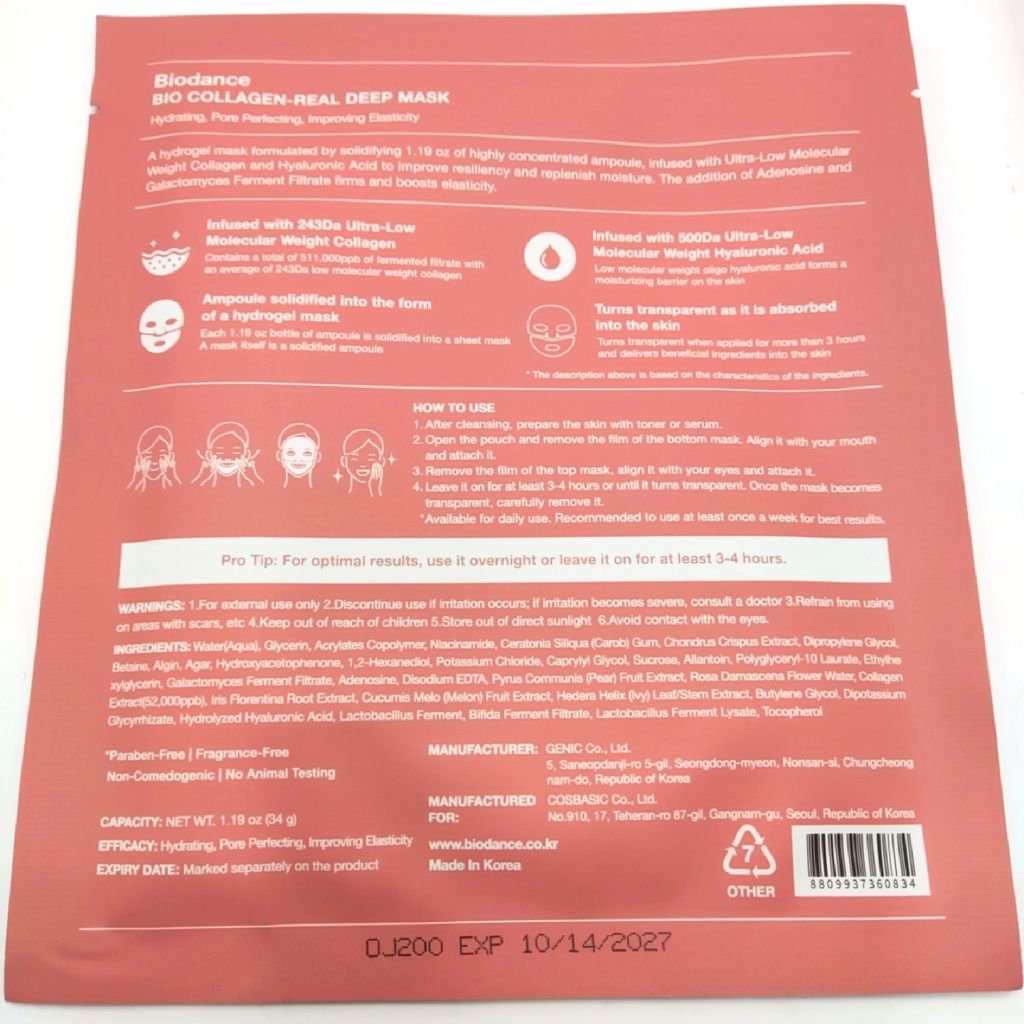 Biodance
BIO COLLAGEN-REAL DEEP MASK
Hydrating, Pore Perfecting, Improving Elasticity
A hydrogel mask formulated by solidifying 1.19 oz of highly concentrated ampoule, infused with Ultra-Low Molecular
Weight Collagen and Hyaluronic Acid to improve resiliency and replenish moisture. The addition of Adenosine and
Galactomyces Ferment Filtrate firms and boosts elasticity.
Infused with 243Da Ultra-Low
Molecular Weight Collagen
Contains a total of 511,000ppb of fermented filtrate with
an average of 243Da low molecular weight collagen
Infused with 500Da Ultra-Low
Molecular Weight Hyaluronic Acid
Low molecular weight oligo hyaluronic acid forms a
moisturizing barrier on the skin
Ampoule solidified into the form
of a hydrogel mask
Each 1.19 oz bottle of ampoule is solidified into a sheet mask
A mask itself is a solidified ampoule
Turns transparent as it is absorbed
into the skin
Turns transparent when applied for more than 3 hours
and delivers beneficial ingredients into the skin
* The description above is based on the characteristics of the ingredients.
HOW TO USE
1. After cleansing, prepare the skin with toner or serum.
2. Open the pouch and remove the film of the bottom mask. Align it with your mouth
and attach it.
3. Remove the film of the top mask, align it with your eyes and attach it.
4. Leave it on for at least 3-4 hours or until it turns transparent. Once the mask becomes
transparent, carefully remove it.
*Available for daily use. Recommended to use at least once a week for best results.
Pro Tip: For optimal results, use it overnight or leave it on for at least 3-4 hours.
WARNINGS: 1.For external use only 2.Discontinue use if irritation occurs; if irritation becomes severe, consult a doctor 3.Refrain from using
on areas with scars, etc 4.Keep out of reach of children 5.Store out of direct sunlight 6.Avoid contact with the eyes.
INGREDIENTS: Water(Aqua), Glycerin, Acrylates Copolymer, Niacinamide, Ceratonia Siliqua (Carob) Gum, Chondrus Crispus Extract, Dipropylene Glycol,
Betaine, Algin, Agar, Hydroxyacetophenone, 1,2-Hexanediol, Potassium Chloride, Caprylyl Glycol, Sucrose, Allantoin, Polyglyceryl-10 Laurate, Ethylhe
xylglycerin, Galactomyces Ferment Filtrate, Adenosine, Disodium EDTA, Pyrus Communis (Pear) Fruit Extract, Rosa Damascena Flower Water, Collagen
Extract(52,000ppb), Iris Florentina Root Extract, Cucumis Melo (Melon) Fruit Extract, Hedera Helix (Ivy) Leaf/Stem Extract, Butylene Glycol, Dipotassium
Glycyrrhizate, Hydrolyzed Hyaluronic Acid, Lactobacillus Ferment, Bifida Ferment Filtrate, Lactobacillus Ferment Lysate, Tocopherol
*Paraben-Free | Fragrance-Free
Non-Comedogenic | No Animal Testing
CAPACITY: NET WT. 1.19 oz (34 g)
EFFICACY: Hydrating, Pore Perfecting, Improving Elasticity
EXPIRY DATE: Marked separately on the product
MANUFACTURER: GENIC Co., Ltd.
5, Saneopdanji-ro 5-gil, Seongdong-myeon, Nonsan-si, Chungcheong
nam-do, Republic of Korea
MANUFACTURED COSBASIC Co., Ltd.
FOR: No.910, 17, Teheran-ro 87-gil, Gangnam-gu, Seoul, Republic of Korea
www.biodance.co.kr
Made In Korea
7
OTHER
8809937360834
OJ200 EXP 10/14/2027